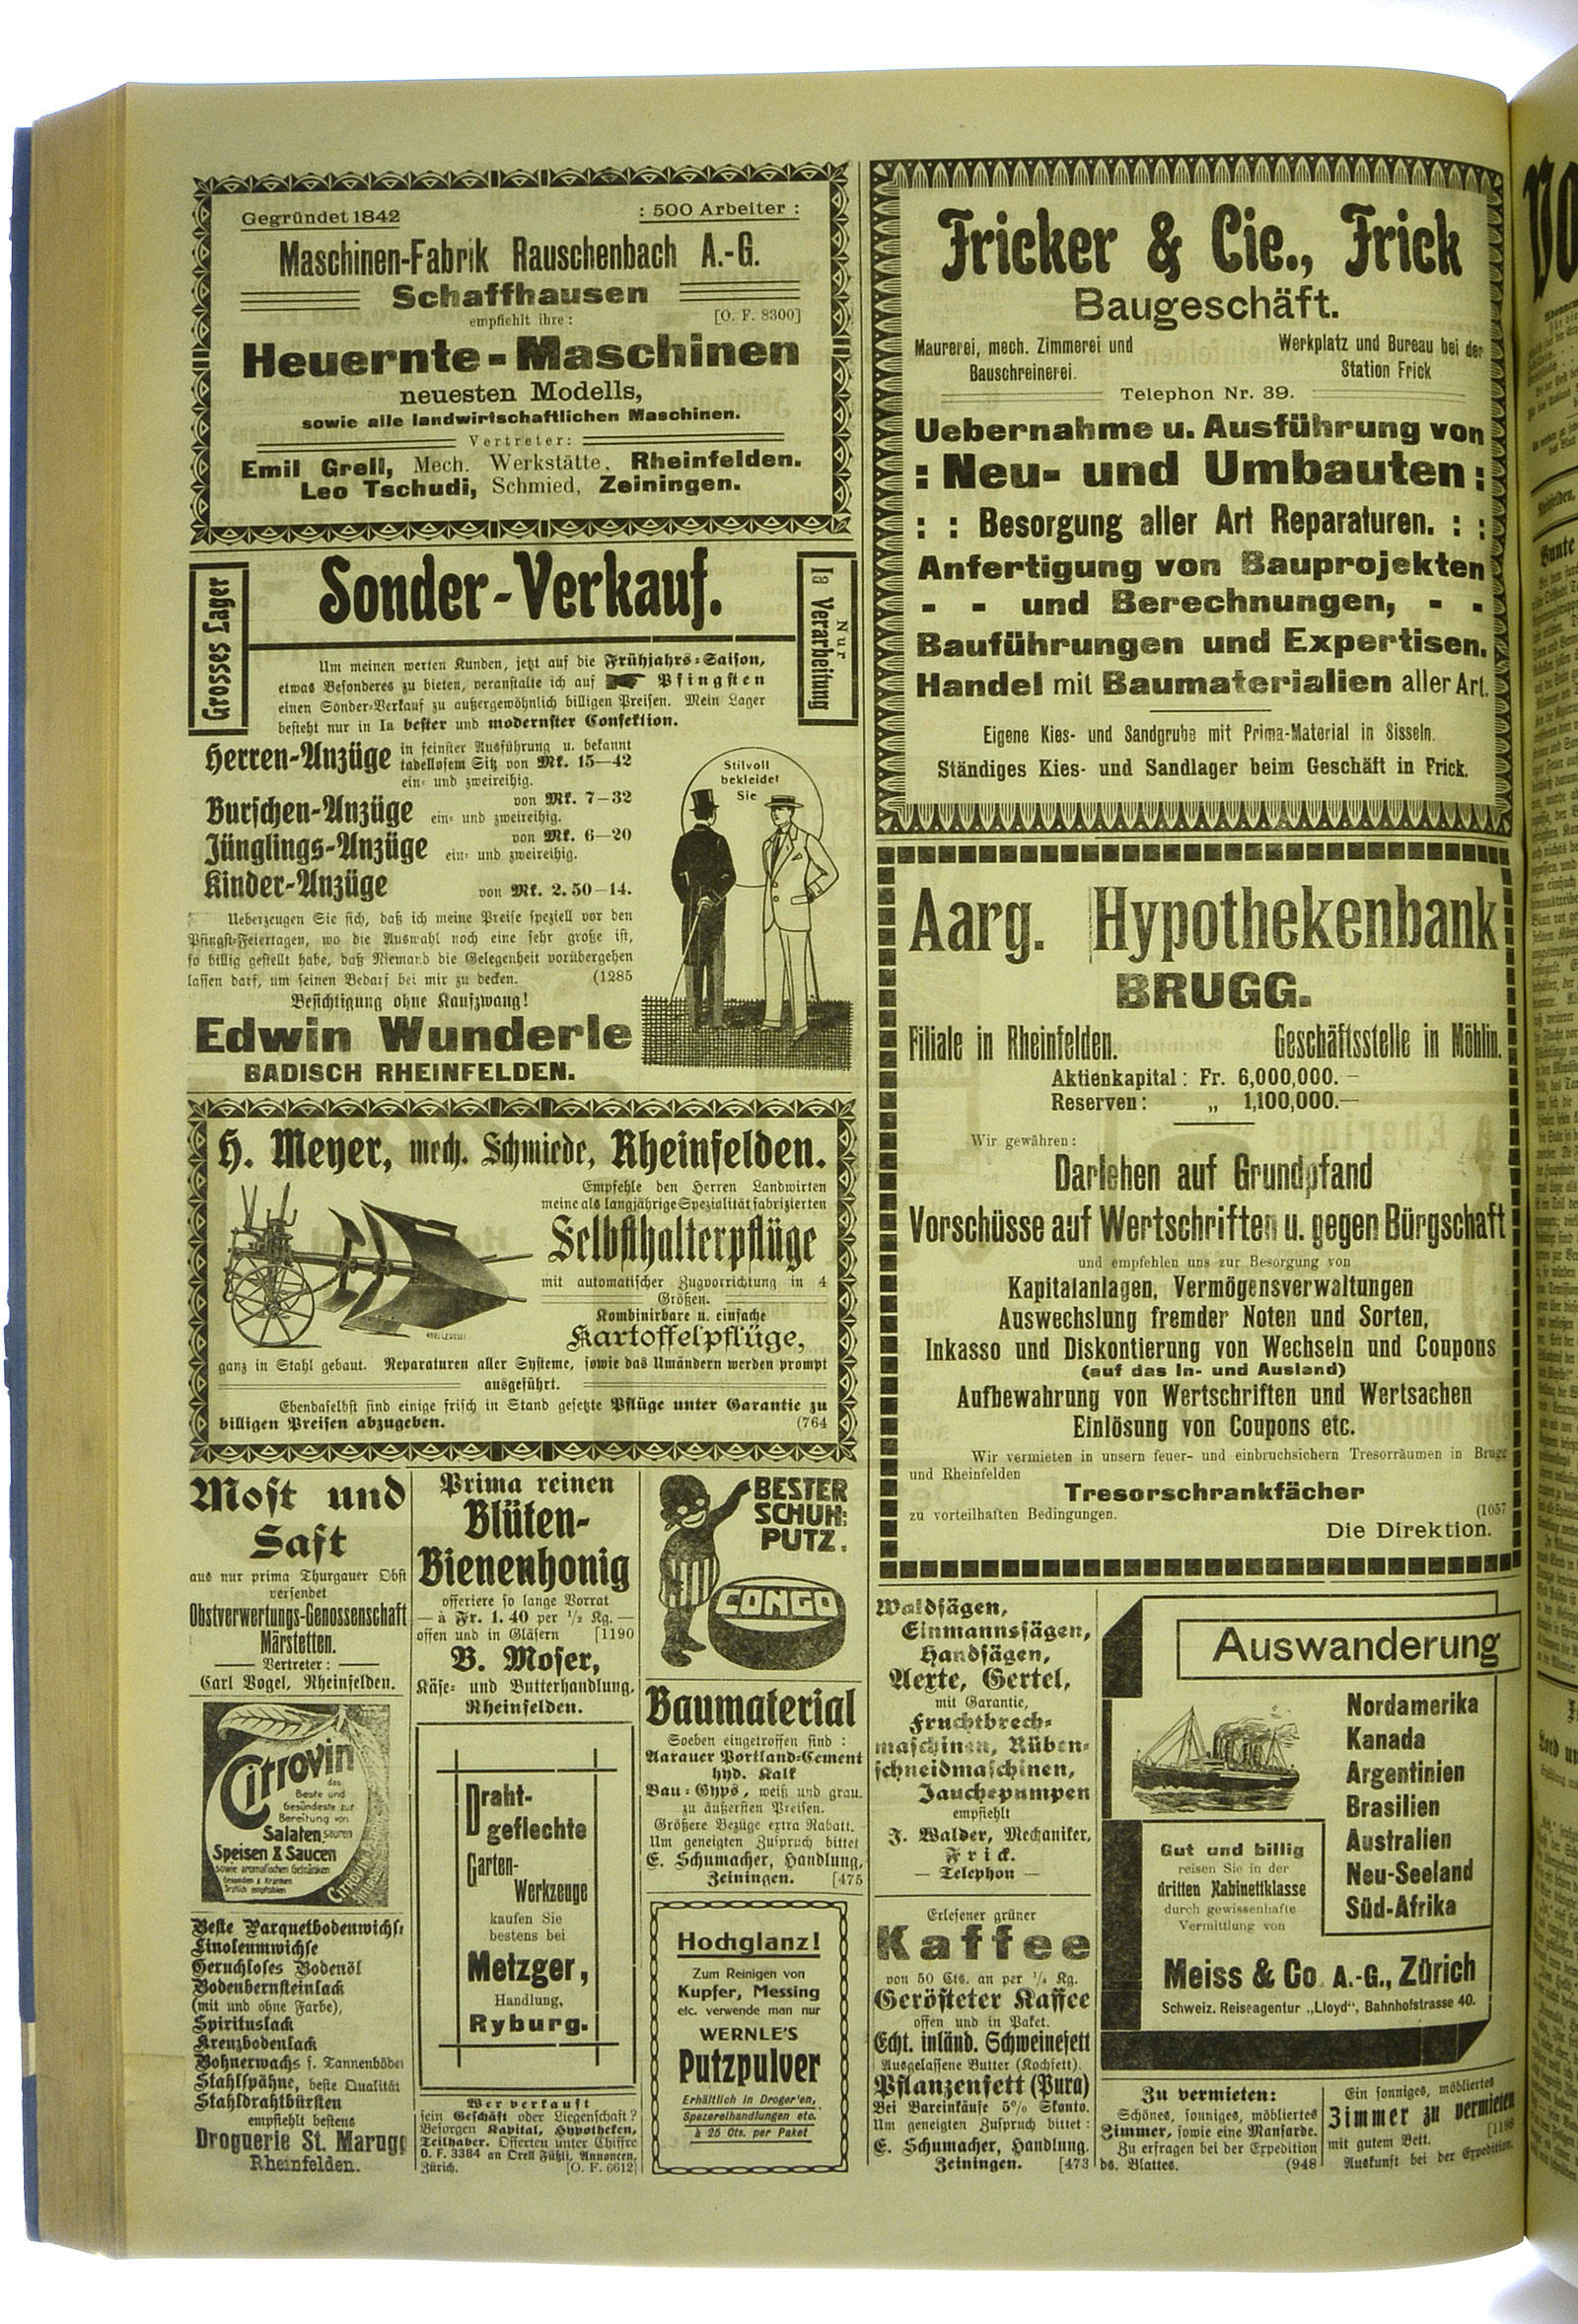 Gegründet 1842
: 500 Arbeiter :
Maschinen-Fabrik Rauschenbach A.-G.
Schaffhausen
empfiehlt ihre :
[O. F. 8300]
Heuernte-Maschinen
neuesten Modells,
sowie alle landwirtschaftlichen Maschinen.
Vertreter:
Emil Grell, Mech. Werkstätte, Rheinfelden.
Leo Tschudi, Schmied, Zeiningen.
Grosses Lager
Sonder-Verkauf.
Nur
Ia Verarbeitung
Um meinen werten Kunden, jetzt auf die Frühjahrs-Saison,
etwas Besonderes zu bieten, veranstalte ich auf Pfingsten
einen Sonder-Verkauf zu außergewöhnlich billigen Preisen. Mein Lager
besteht nur in Ia bester und modernster Confektion.
Herren-Anzüge in feinster Ausführung u. bekannt
tadellosem Sitz von Mk. 15—42
ein- und zweireihig.
Burschen-Anzüge von Mk. 7—32
ein- und zweireihig.
Jünglings-Anzüge von Mk. 6—20
ein- und zweireihig.
Kinder-Anzüge von Mk. 2.50—14.
Stilvoll
bekleidet
Sie
Ueberzeugen Sie sich, daß ich meine Preise speziell vor den
Pfingst-Feiertagen, wo die Auswahl noch eine sehr große ist,
so billig gestellt habe, daß Niemand die Gelegenheit vorübergehen
lassen darf, um seinen Bedarf bei mir zu decken. (1285
Besichtigung ohne Kaufzwang!
Edwin Wunderle
BADISCH RHEINFELDEN.
H. Meyer, mech. Schmiede, Rheinfelden.
Empfehle den Herren Landwirten
meine als langjährige Spezialität fabrizierten
Selbsthalterpflüge
mit automatischer Zugvorrichtung in 4
Größen.
Kombinirbare u. einfache
Kartoffelpflüge,
ganz in Stahl gebaut. Reparaturen aller Systeme, sowie das Umändern werden prompt
ausgeführt.
Ebendaselbst sind einige frisch in Stand gesetzte Pflüge unter Garantie zu
billigen Preisen abzugeben. (764
Most und
Saft
aus nur prima Thurgauer Obst
versendet
Obstverwertungs-Genossenschaft
Märstetten.
Vertreter:
Carl Vogel, Rheinfelden.
Citrovin
das
Beste und
Gesündeste zur
Bereitung von
Salaten, sauren
Speisen & Saucen
sowie aromatischen Getränken
Gesunden & Kranken
ärztlich empfohlen
Beste Parquetbodenwichse
Linoleumwichse
Geruchloses Bodenöl
Bodenbernsteinlack
(mit und ohne Farbe),
Spirituslack
Kreuzbodenlack
Bohnerwachs f. Tannenböden
Stahlspähne, beste Qualität
Stahldrahtbürsten
empfiehlt bestens
Droguerie St. Marugg
Rheinfelden.
Prima reinen
Blüten-
Bienenhonig
offeriere so lange Vorrat
— à Fr. 1.40 per ½ Kg. —
offen und in Gläsern [1190
B. Moser,
Käse- und Butterhandlung,
Rheinfelden.
Draht-
geflechte
Garten-
Werkzeuge
kaufen Sie
bestens bei
Metzger,
Handlung,
Ryburg.
Wer verkauft
sein Geschäft oder Liegenschaft?
Besorgen Kapital, Hypotheken,
Teilhaber. Offerten unter Chiffre
O. F. 3384 an Orell Füßli, Annoncen,
Zürich. [O. F. 6612]
BESTER
SCHUH-
PUTZ.
CONGO
Baumaterial
Soeben eingetroffen sind :
Aarauer Portland-Cement
hyd. Kalk
Bau-Gyps, weiß und grau.
zu äußersten Preisen.
Größere Bezüge extra Rabatt.
Um geneigten Zuspruch bittet
E. Schumacher, Handlung,
Zeiningen. [475
Hochglanz!
Zum Reinigen von
Kupfer, Messing
etc. verwende man nur
WERNLE'S
Putzpulver
Erhältlich in Droger'en,
Spezereihandlungen etc.
à 25 Cts. per Paket
Fricker & Cie., Frick
Baugeschäft.
Maurerei, mech. Zimmerei und
Bauschreinerei.
Werkplatz und Bureau bei der
Station Frick
Telephon Nr. 39.
Uebernahme u. Ausführung von
: Neu- und Umbauten :
: : Besorgung aller Art Reparaturen. : :
Anfertigung von Bauprojekten
- - und Berechnungen, - -
Bauführungen und Expertisen.
Handel mit Baumaterialien aller Art.
Eigene Kies- und Sandgrube mit Prima-Material in Sisseln.
Ständiges Kies- und Sandlager beim Geschäft in Frick.
Aarg. Hypothekenbank
BRUGG.
Filiale in Rheinfelden. Geschäftsstelle in Möhlin.
Aktienkapital: Fr. 6,000,000.—
Reserven: „ 1,100,000.—
Wir gewähren:
Darlehen auf Grundpfand
Vorschüsse auf Wertschriften u. gegen Bürgschaft
und empfehlen uns zur Besorgung von
Kapitalanlagen, Vermögensverwaltungen
Auswechslung fremder Noten und Sorten,
Inkasso und Diskontierung von Wechseln und Coupons
(auf das In- und Ausland)
Aufbewahrung von Wertschriften und Wertsachen
Einlösung von Coupons etc.
Wir vermieten in unsern feuer- und einbruchsichern Tresorräumen in Brugg
und Rheinfelden
Tresorschrankfächer
zu vorteilhaften Bedingungen. (1057
Die Direktion.
Waldsägen,
Einmannssägen,
Handsägen,
Aexte, Gertel,
mit Garantie,
Fruchtbrech-
maschinen, Rüben-
schneidmaschinen,
Jauchepumpen
empfiehlt
J. Walder, Mechaniker,
Frick.
— Telephon —
Erlesener grüner
Kaffee
von 50 Cts. an per ½ Kg.
Gerösteter Kaffee
offen und in Paket.
Echt. inländ. Schweinefett
Ausgelassene Butter (Kochfett).
Pflanzenfett (Pura)
Bei Bareinkäufe 5% Skonto.
Um geneigten Zuspruch bittet :
E. Schumacher, Handlung.
Zeiningen. [473
Auswanderung
Nordamerika
Kanada
Argentinien
Brasilien
Australien
Neu-Seeland
Süd-Afrika
Gut und billig
reisen Sie in der
dritten Kabinettklasse
durch gewissenhafte
Vermittlung von
Meiss & Co. A.-G., Zürich
Schweiz. Reiseagentur „Lloyd“, Bahnhofstrasse 40.
Zu vermieten:
Schönes, sonniges, möbliertes
Zimmer, sowie eine Mansarde.
Zu erfragen bei der Expedition
ds. Blattes. (948
Ein sonniges, möbliertes
Zimmer zu vermieten
mit gutem Bett. [1198
Auskunft bei der Expedition.